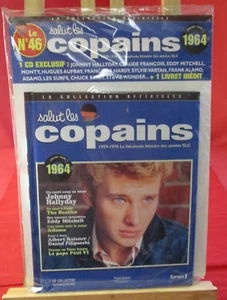 LA COLLECTION OFFICIELLE
Le N°46
salut les
copains
1964
1 CD EXCLUSIF JOHNNY HALLYDAY, CLAUDE FRANÇOIS, EDDY MITCHELL,
MONTY, HUGUES AUFRAY, FRANÇOISE HARDY, SYLVIE VARTAN, FRANK ALAMO,
ADAMO, LES SURFS, CHUCK BERRY, STEVIE WONDER... + 1 LIVRET INÉDIT
LA COLLECTION OFFICIELLE
salut les
copains
1959-1976 La fabuleuse histoire des années SLC
1964
Johnny
Hallyday
The Beatles
Eddy Mitchell
Adamo
Albert Raisner /
Daniel Filipacchi
Le pape Paul VI